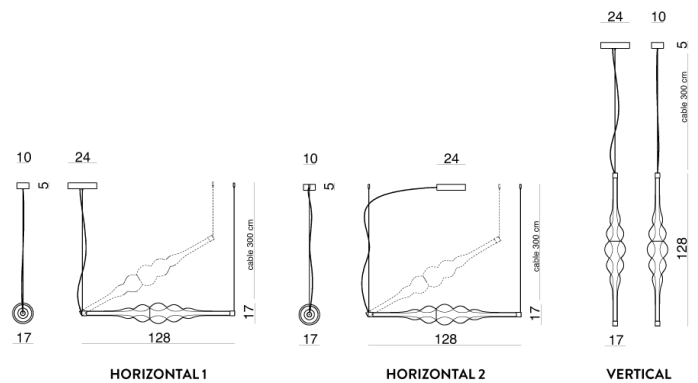 24 10
5
cable 300 cm
128
17
VERTICAL
10 24
5
cable 300 cm
17
17 128
HORIZONTAL 1
10 24
5
cable 300 cm
17
17 128
HORIZONTAL 2